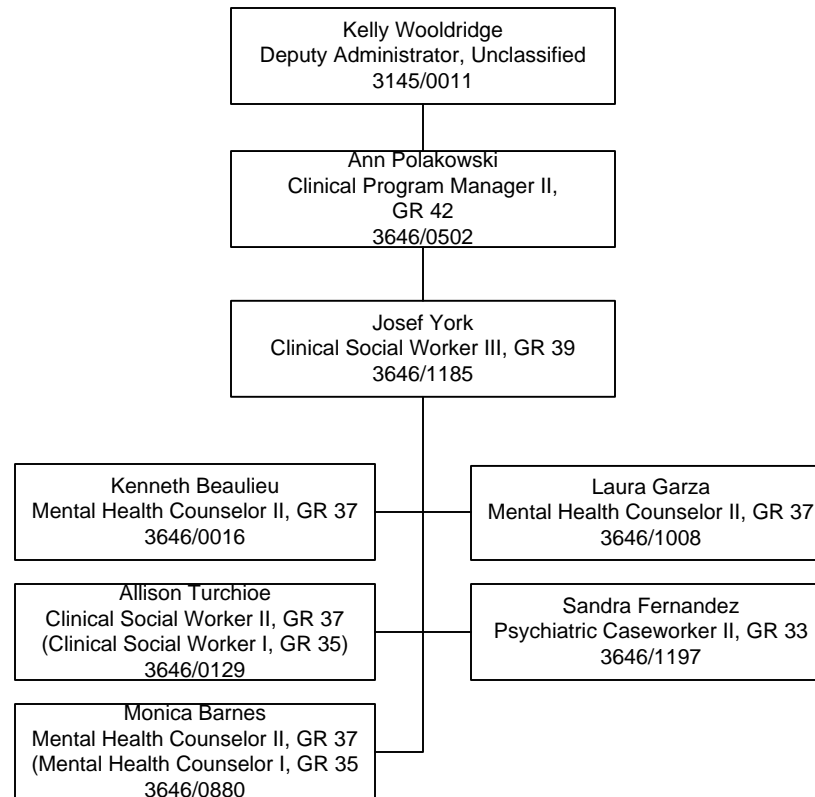 Kelly Wooldridge
Deputy Administrator, Unclassified
3145/0011
Ann Polakowski
Clinical Program Manager II,
GR 42
3646/0502
Josef York
Clinical Social Worker III, GR 39
3646/1185
Kenneth Beaulieu
Mental Health Counselor II, GR 37
3646/0016
Laura Garza
Mental Health Counselor II, GR 37
3646/1008
Allison Turchioe
Clinical Social Worker II, GR 37
(Clinical Social Worker I, GR 35)
3646/0129
Sandra Fernandez
Psychiatric Caseworker II, GR 33
3646/1197
Monica Barnes
Mental Health Counselor II, GR 37
(Mental Health Counselor I, GR 35
3646/0880